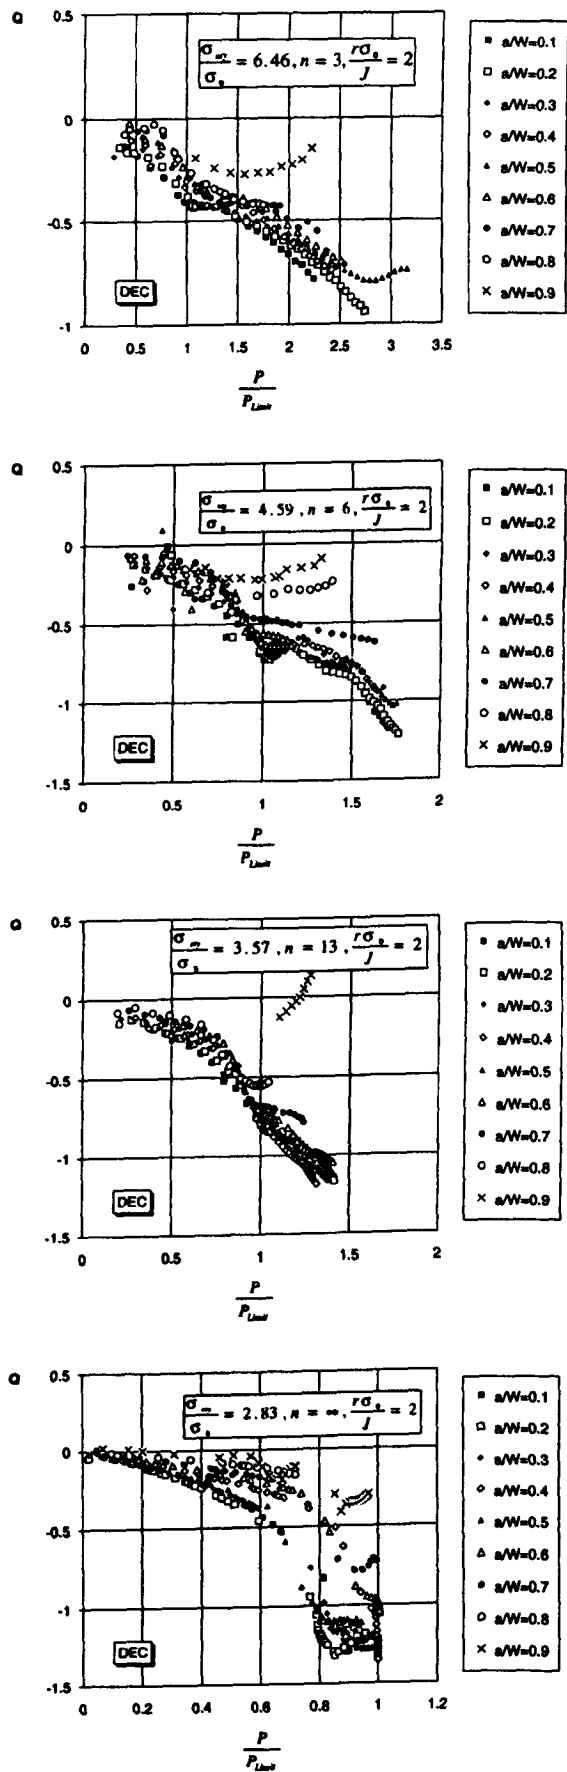 Q
0.5
0
-0.5
-1
σ∞/σ₀ = 6.46, n = 3, rσ₀/J = 2
DEC
0 0.5 1 1.5 2 2.5 3 3.5
P/P_Limit
a/W=0.1
a/W=0.2
a/W=0.3
a/W=0.4
a/W=0.5
a/W=0.6
a/W=0.7
a/W=0.8
a/W=0.9
Q
0.5
0
-0.5
-1
-1.5
σ∞/σ₀ = 4.59, n = 6, rσ₀/J = 2
DEC
0 0.5 1 1.5 2
P/P_Limit
a/W=0.1
a/W=0.2
a/W=0.3
a/W=0.4
a/W=0.5
a/W=0.6
a/W=0.7
a/W=0.8
a/W=0.9
Q
0.5
0
-0.5
-1
-1.5
σ∞/σ₀ = 3.57, n = 13, rσ₀/J = 2
DEC
0 0.5 1 1.5 2
P/P_Limit
a/W=0.1
a/W=0.2
a/W=0.3
a/W=0.4
a/W=0.5
a/W=0.6
a/W=0.7
a/W=0.8
a/W=0.9
Q
0.5
0
-0.5
-1
-1.5
σ∞/σ₀ = 2.83, n = ∞, rσ₀/J = 2
DEC
0 0.2 0.4 0.6 0.8 1 1.2
P/P_Limit
a/W=0.1
a/W=0.2
a/W=0.3
a/W=0.4
a/W=0.5
a/W=0.6
a/W=0.7
a/W=0.8
a/W=0.9